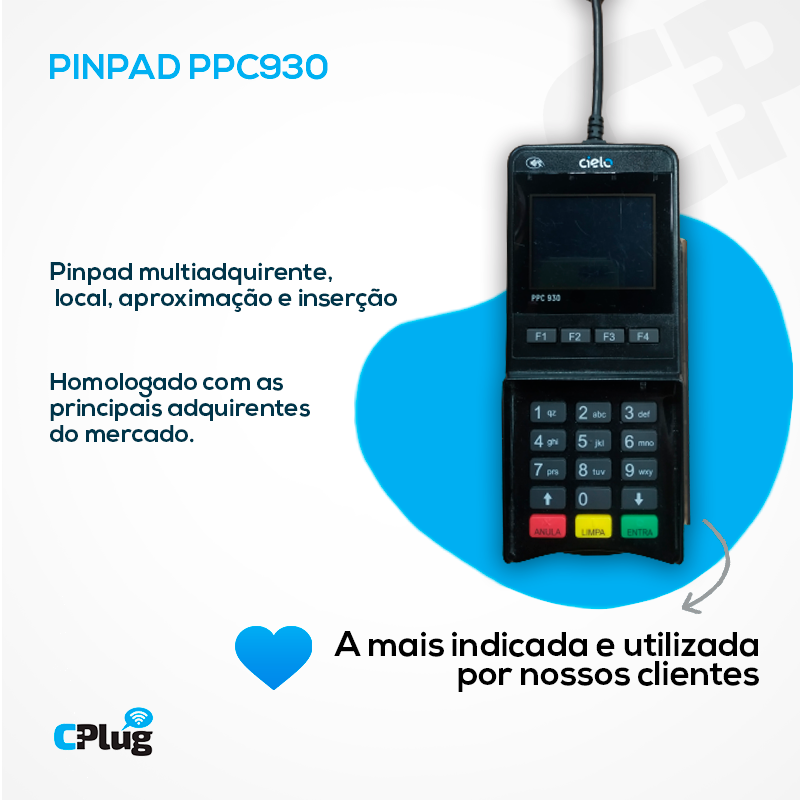 PINPAD PPC930
cielo
PPC 930
F1 F2 F3 F4
Pinpad multiadquirente,
local, aproximação e inserção
Homologado com as
principais adquirentes
do mercado.
1 qz 2 abc 3 def
4 ghi 5 jkl 6 mno
7 prs 8 tuv 9 wxy
0
ANULA LIMPA ENTRA
A mais indicada e utilizada
por nossos clientes
CPlug